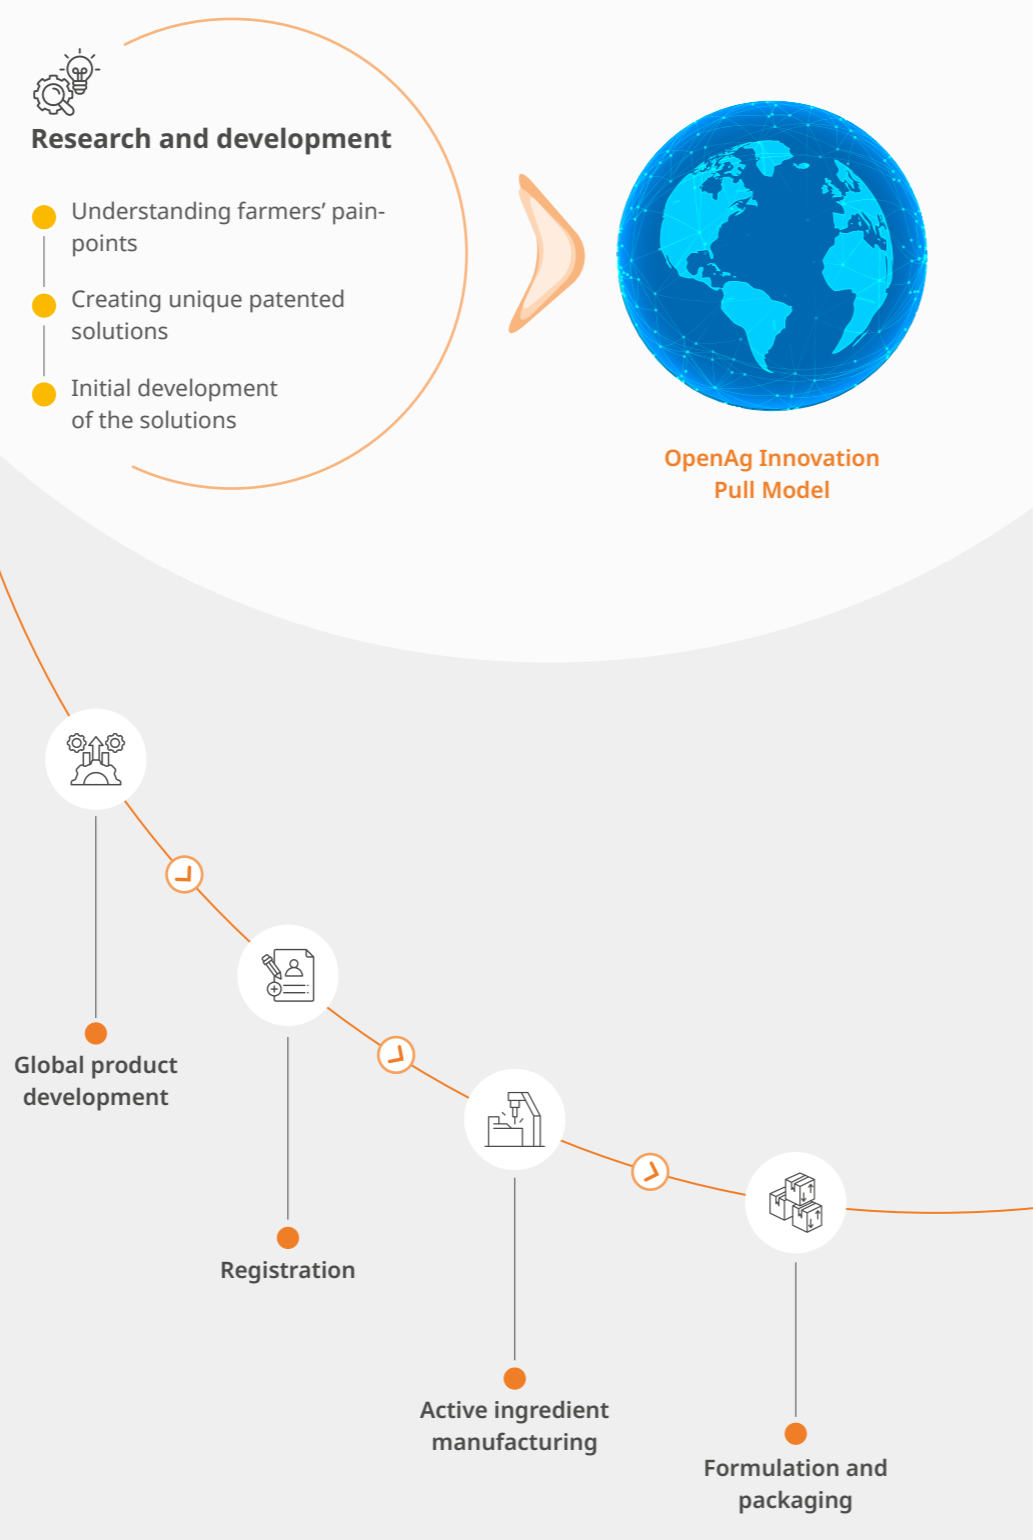 Research and development
Understanding farmers’ pain-
points
Creating unique patented
solutions
Initial development
of the solutions
OpenAg Innovation
Pull Model
Global product
development
Registration
Active ingredient
manufacturing
Formulation and
packaging